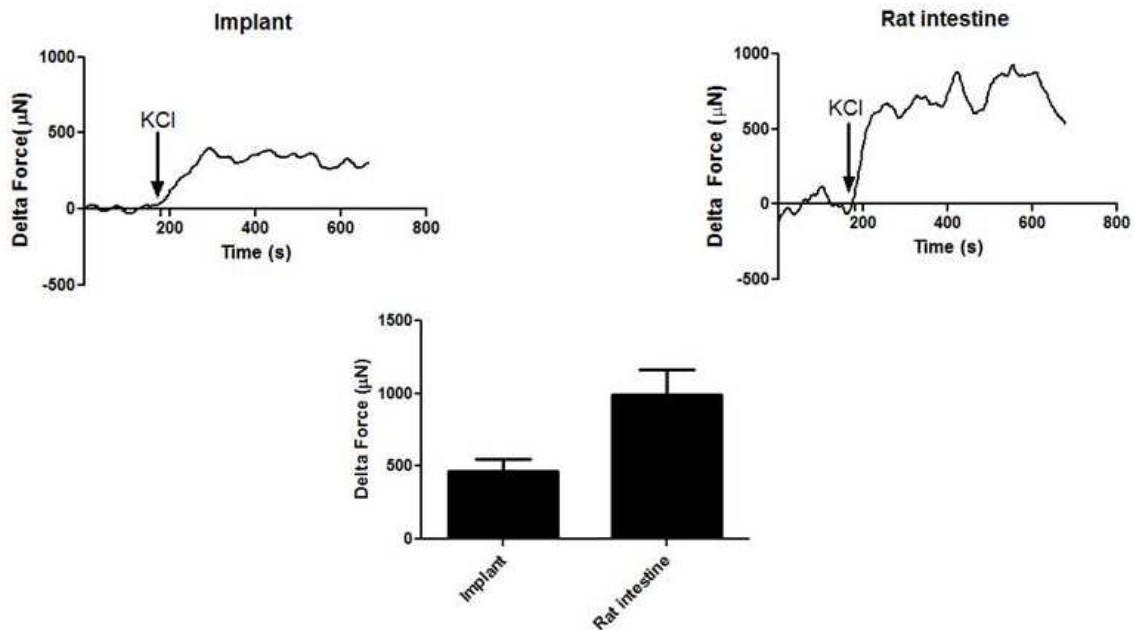 Implant
Delta Force(μN)
1000
500
0
-500
KCl
200
400
600
800
Time (s)
Rat intestine
Delta Force (μN)
1000
500
0
-500
KCl
200
400
600
800
Time (s)
Delta Force (μN)
1500
1000
500
0
Implant
Rat intestine